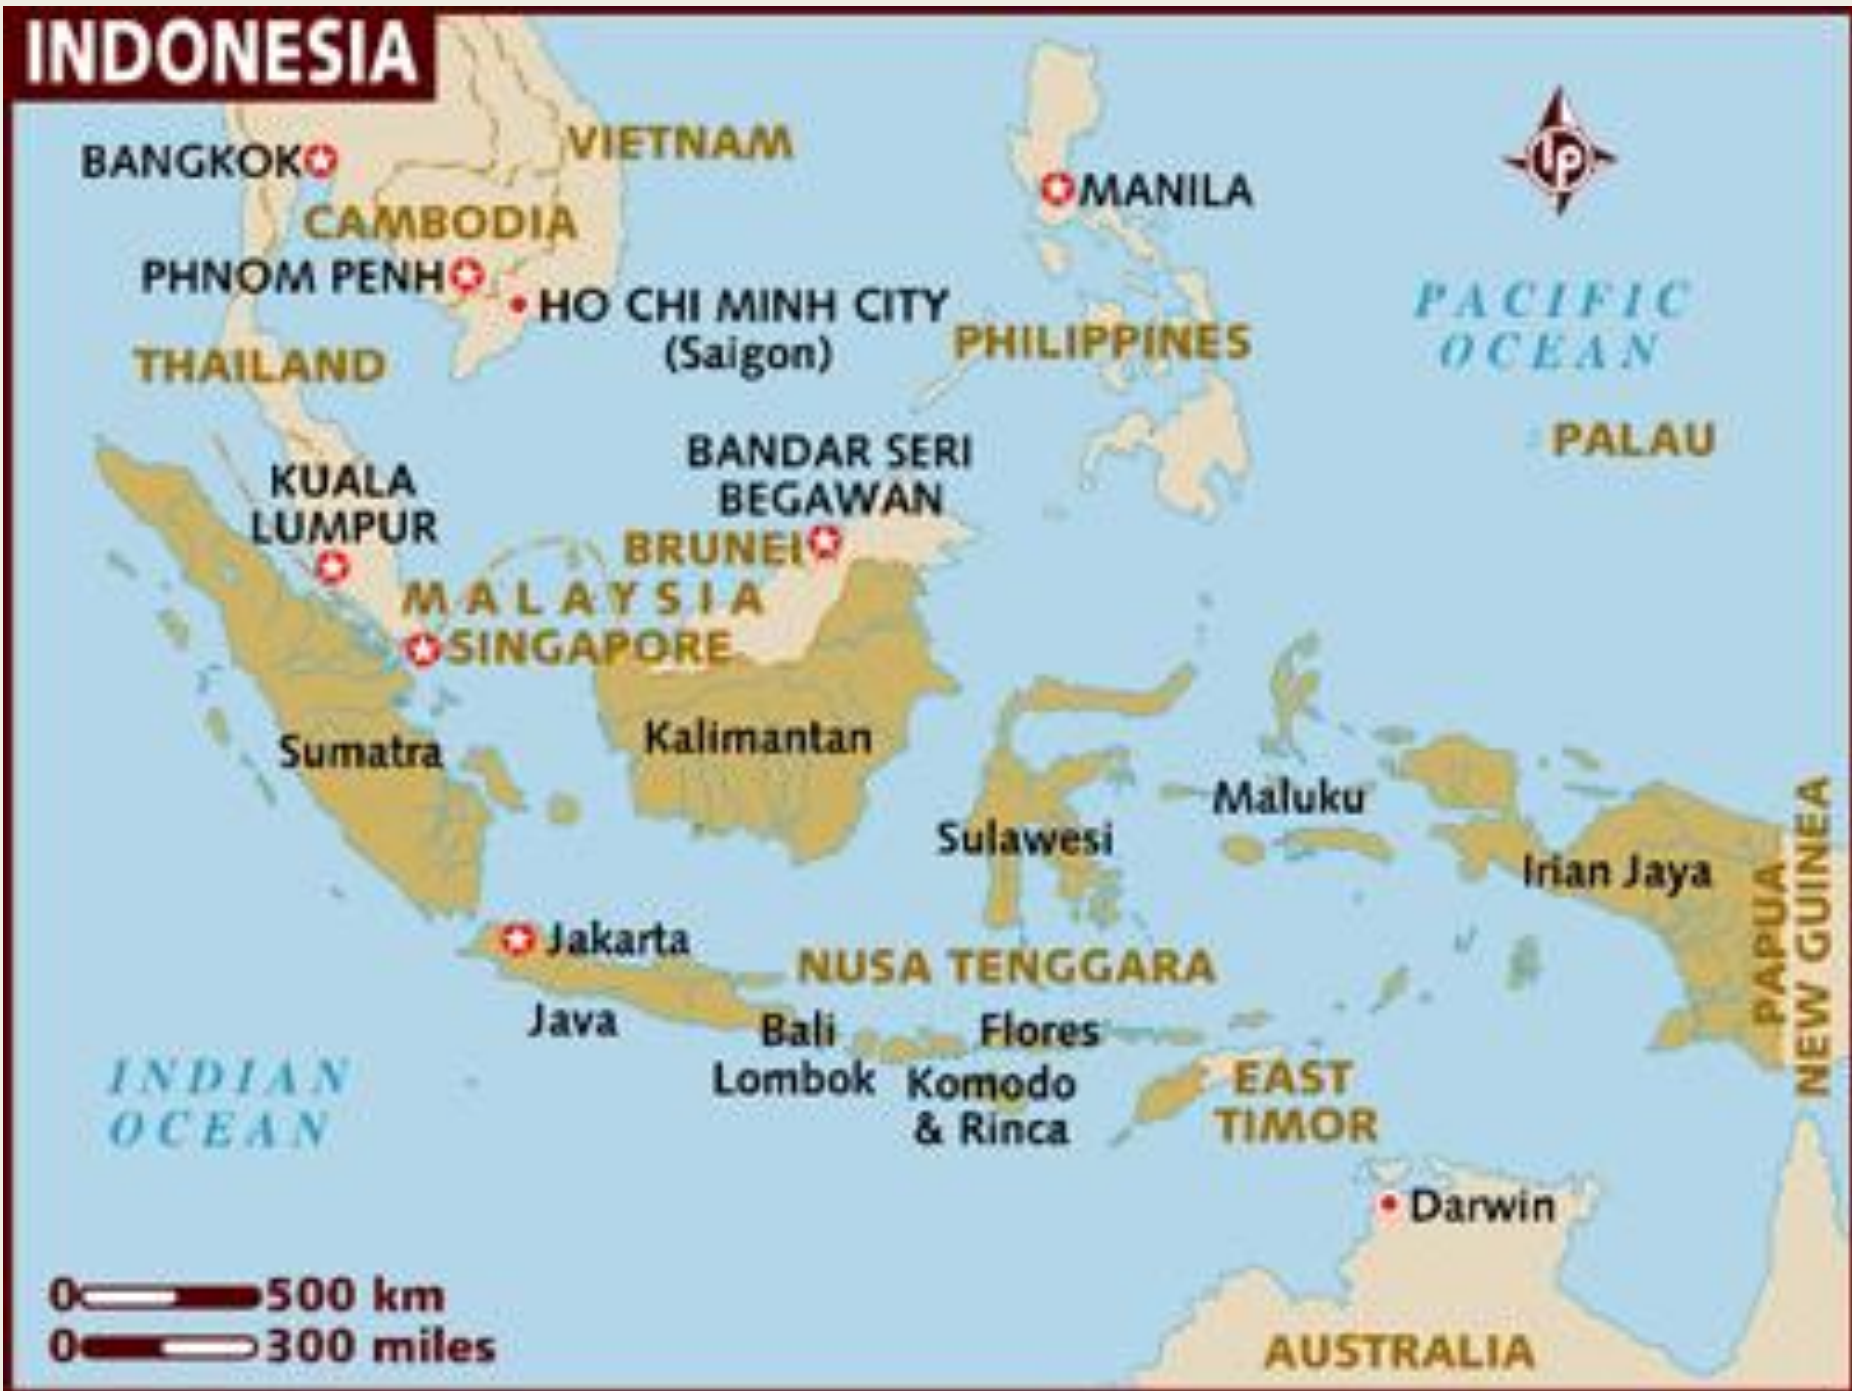 INDONESIA
BANGKOK
VIETNAM
MANILA
lp
CAMBODIA
PHNOM PENH
HO CHI MINH CITY
(Saigon)
PACIFIC
OCEAN
PHILIPPINES
THAILAND
PALAU
BANDAR SERI
BEGAWAN
KUALA
LUMPUR
BRUNEI
MALAYSIA
SINGAPORE
Sumatra
Kalimantan
Maluku
Sulawesi
Irian Jaya
PAPUA
NEW GUINEA
Jakarta
NUSA TENGGARA
Java
Bali
Flores
Lombok
Komodo
& Rinca
EAST
TIMOR
INDIAN
OCEAN
Darwin
0 500 km
0 300 miles
AUSTRALIA